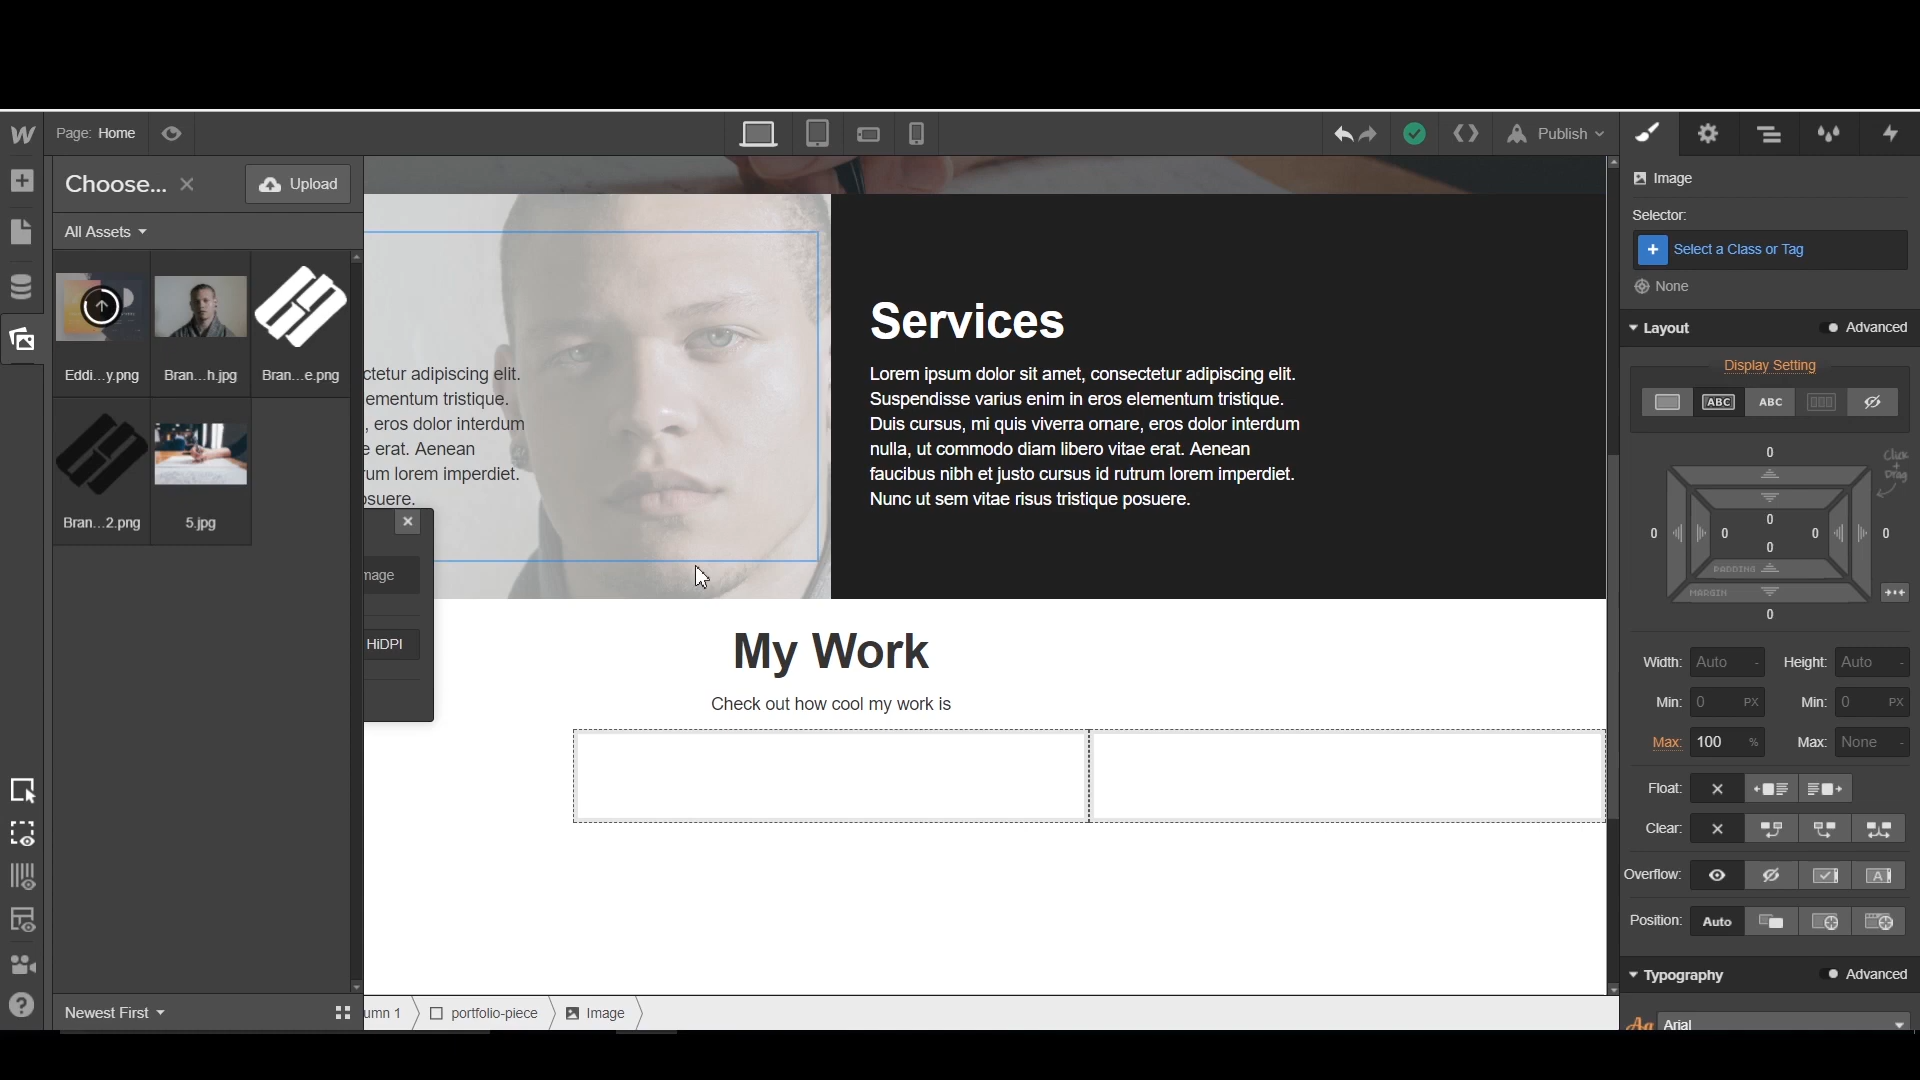 Page: Home
Publish
Choose...
Upload
All Assets
Eddi...y.png
Bran...h.jpg
Bran...e.png
Bran...2.png
5.jpg
Newest First
ctetur adipiscing elit.
ementum tristique.
, eros dolor interdum
e erat. Aenean
um lorem imperdiet.
osuere.
mage
HiDPI
Services
Lorem ipsum dolor sit amet, consectetur adipiscing elit.
Suspendisse varius enim in eros elementum tristique.
Duis cursus, mi quis viverra ornare, eros dolor interdum
nulla, ut commodo diam libero vitae erat. Aenean
faucibus nibh et justo cursus id rutrum lorem imperdiet.
Nunc ut sem vitae risus tristique posuere.
My Work
Check out how cool my work is
umn 1
portfolio-piece
Image
Image
Selector:
+ Select a Class or Tag
None
Layout
Advanced
Display Setting
ABC
ABC
0
Click
+
Drag
0
0
0
0
0
0
PADDING
MARGIN
0
Width: Auto -
Height: Auto -
Min: 0 PX
Min: 0 PX
Max: 100 %
Max: None -
Float:
Clear:
Overflow:
A
Position: Auto
Typography
Advanced
Aa
Arial